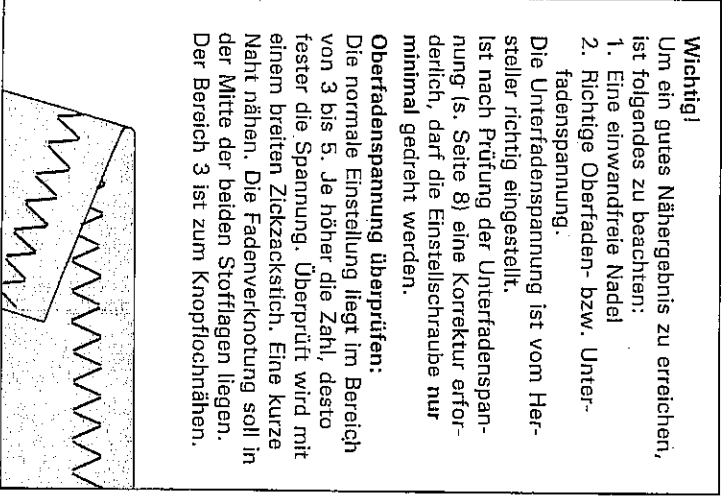 Wichtig!
Um ein gutes Nähergebnis zu erreichen,
ist folgendes zu beachten:
1. Eine einwandfreie Nadel
2. Richtige Oberfaden- bzw. Unter-
fadenspannung.
Die Unterfadenspannung ist vom Her-
steller richtig eingestellt.
Ist nach Prüfung der Unterfadenspan-
nung (s. Seite 8) eine Korrektur erfor-
derlich, darf die Einstellschraube nur
minimal gedreht werden.
Oberfadenspannung überprüfen:
Die normale Einstellung liegt im Bereich
von 3 bis 5. Je höher die Zahl, desto
fester die Spannung. Überprüft wird mit
einem breiten Zickzackstich. Eine kurze
Naht nähen. Die Fadenverknotung soll in
der Mitte der beiden Stofflagen liegen.
Der Bereich 3 ist zum Knopflochnähen.